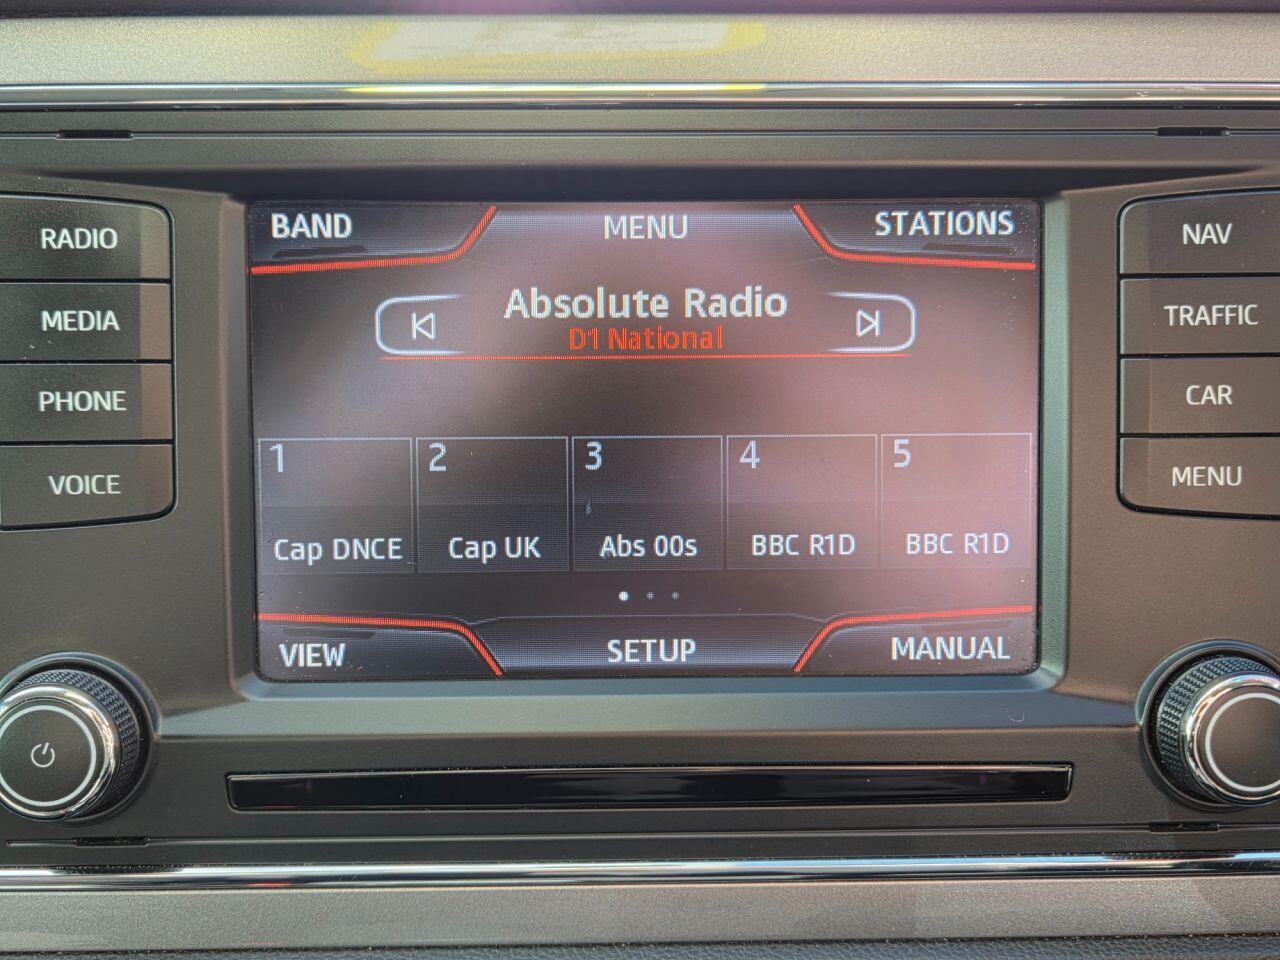 BAND MENU STATIONS
Absolute Radio
D1 National
1 2 3 4 5
Cap DNCE Cap UK Abs 00s BBC R1D BBC R1D
VIEW SETUP MANUAL
RADIO
MEDIA
PHONE
VOICE
NAV
TRAFFIC
CAR
MENU